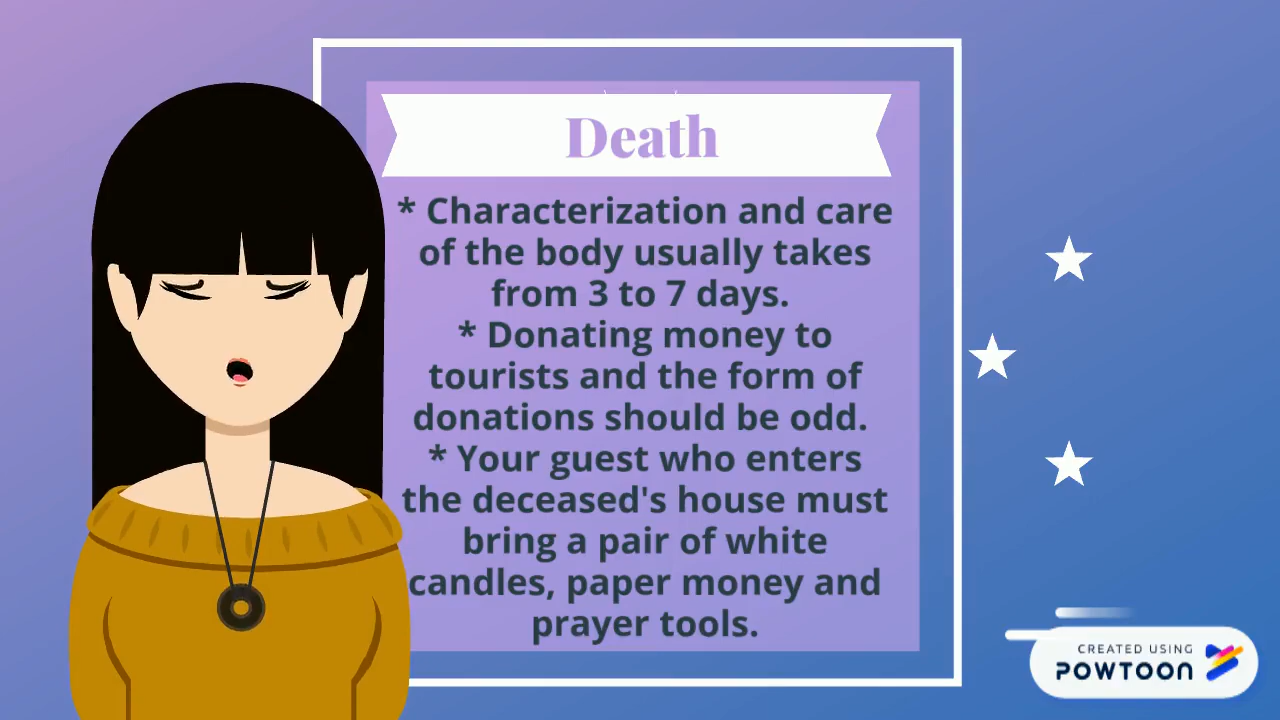 Death
* Characterization and care
of the body usually takes
from 3 to 7 days.
* Donating money to
tourists and the form of
donations should be odd.
* Your guest who enters
the deceased's house must
bring a pair of white
candles, paper money and
prayer tools.
CREATED USING
POWTOON